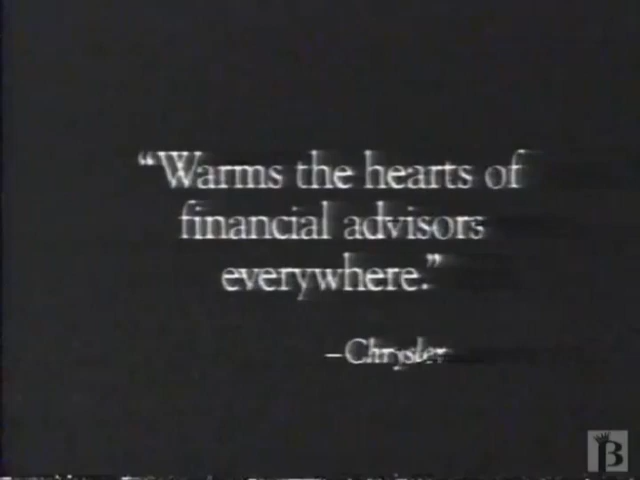 “Warms the hearts of
financial advisors
everywhere.”
–Chrysler
B